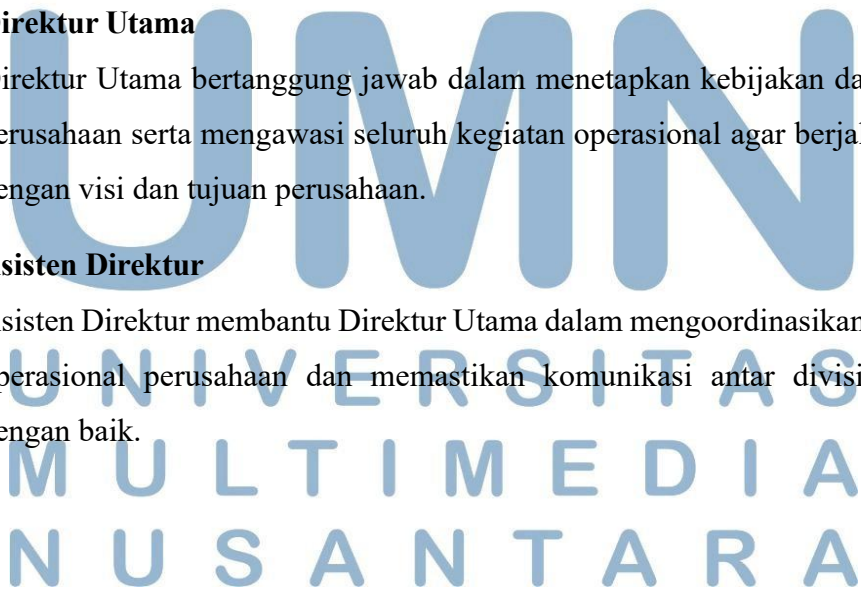 UMN
irektur Utama
irektur Utama bertanggung jawab dalam menetapkan kebijakan da
erusahaan serta mengawasi seluruh kegiatan operasional agar berjal
engan visi dan tujuan perusahaan.
sisten Direktur
sisten Direktur membantu Direktur Utama dalam mengoordinasikan
perasional perusahaan dan memastikan komunikasi antar divisi
engan baik.
UNIVERSITAS
MULTIMEDIA
NUSANTARA